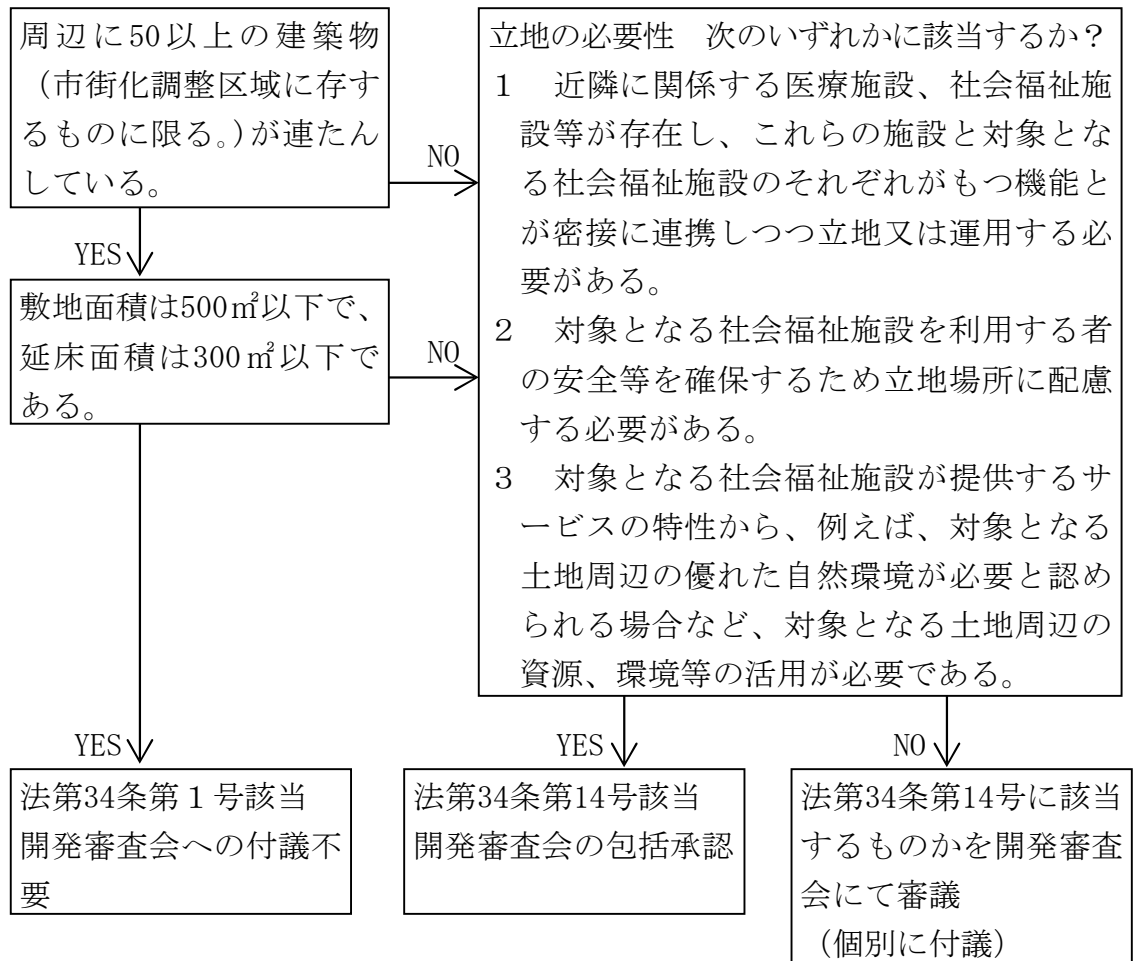 周辺に50以上の建築物
（市街化調整区域に存す
るものに限る。）が連たん
している。
NO
YES
敷地面積は500㎡以下で、
延床面積は300㎡以下で
ある。
NO
立地の必要性　次のいずれかに該当するか？
１　近隣に関係する医療施設、社会福祉施
設等が存在し、これらの施設と対象とな
る社会福祉施設のそれぞれがもつ機能と
が密接に連携しつつ立地又は運用する必
要がある。
２　対象となる社会福祉施設を利用する者
の安全等を確保するため立地場所に配慮
する必要がある。
３　対象となる社会福祉施設が提供するサ
ービスの特性から、例えば、対象となる
土地周辺の優れた自然環境が必要と認め
られる場合など、対象となる土地周辺の
資源、環境等の活用が必要である。
YES
YES
NO
法第34条第１号該当
開発審査会への付議不
要
法第34条第14号該当
開発審査会の包括承認
法第34条第14号に該当
するものかを開発審査
会にて審議
（個別に付議）